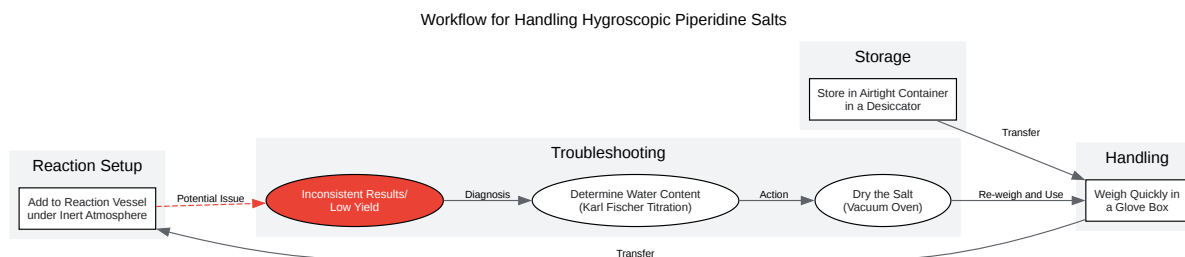 Workflow for Handling Hygroscopic Piperidine Salts
Storage
Store in Airtight Container
in a Desiccator
Transfer
Troubleshooting
Reaction Setup
Handling
Add to Reaction Vessel
under Inert Atmosphere
Potential Issue
Inconsistent Results/
Low Yield
Diagnosis
Determine Water Content
(Karl Fischer Titration)
Action
Dry the Salt
(Vacuum Oven)
Re-weigh and Use
Weigh Quickly in
a Glove Box
Transfer